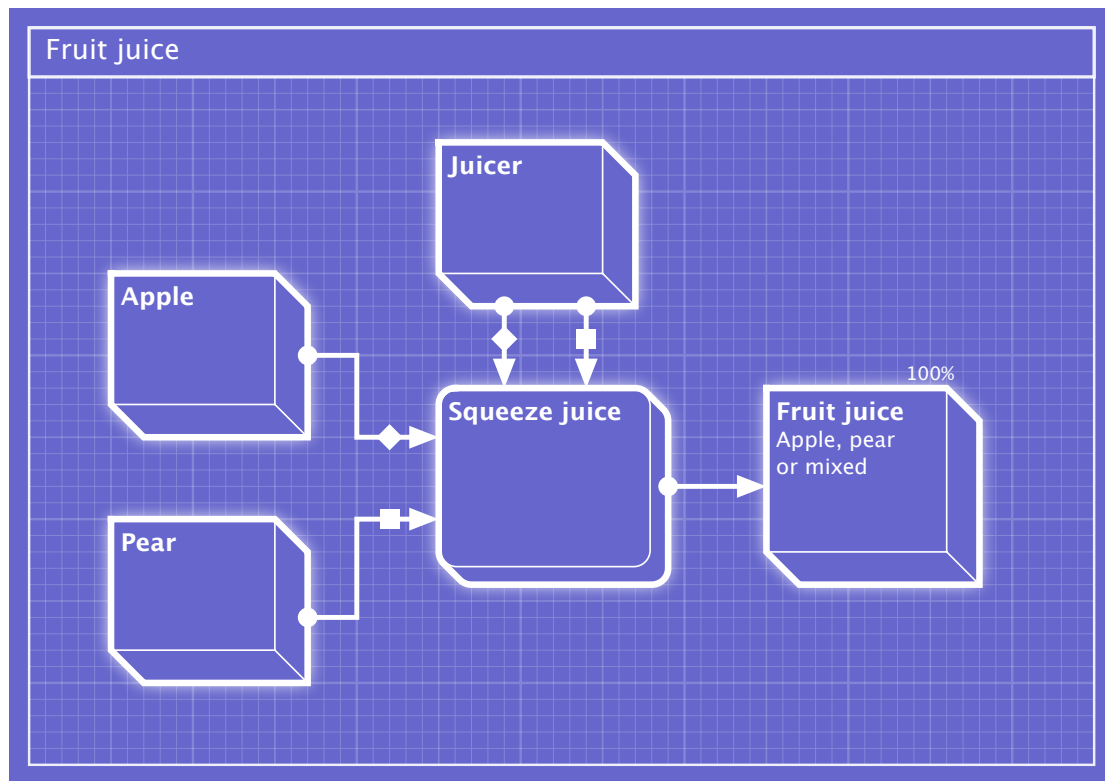 Fruit juice
Juicer
Apple
100%
Squeeze juice
Fruit juice
Apple, pear
or mixed
Pear